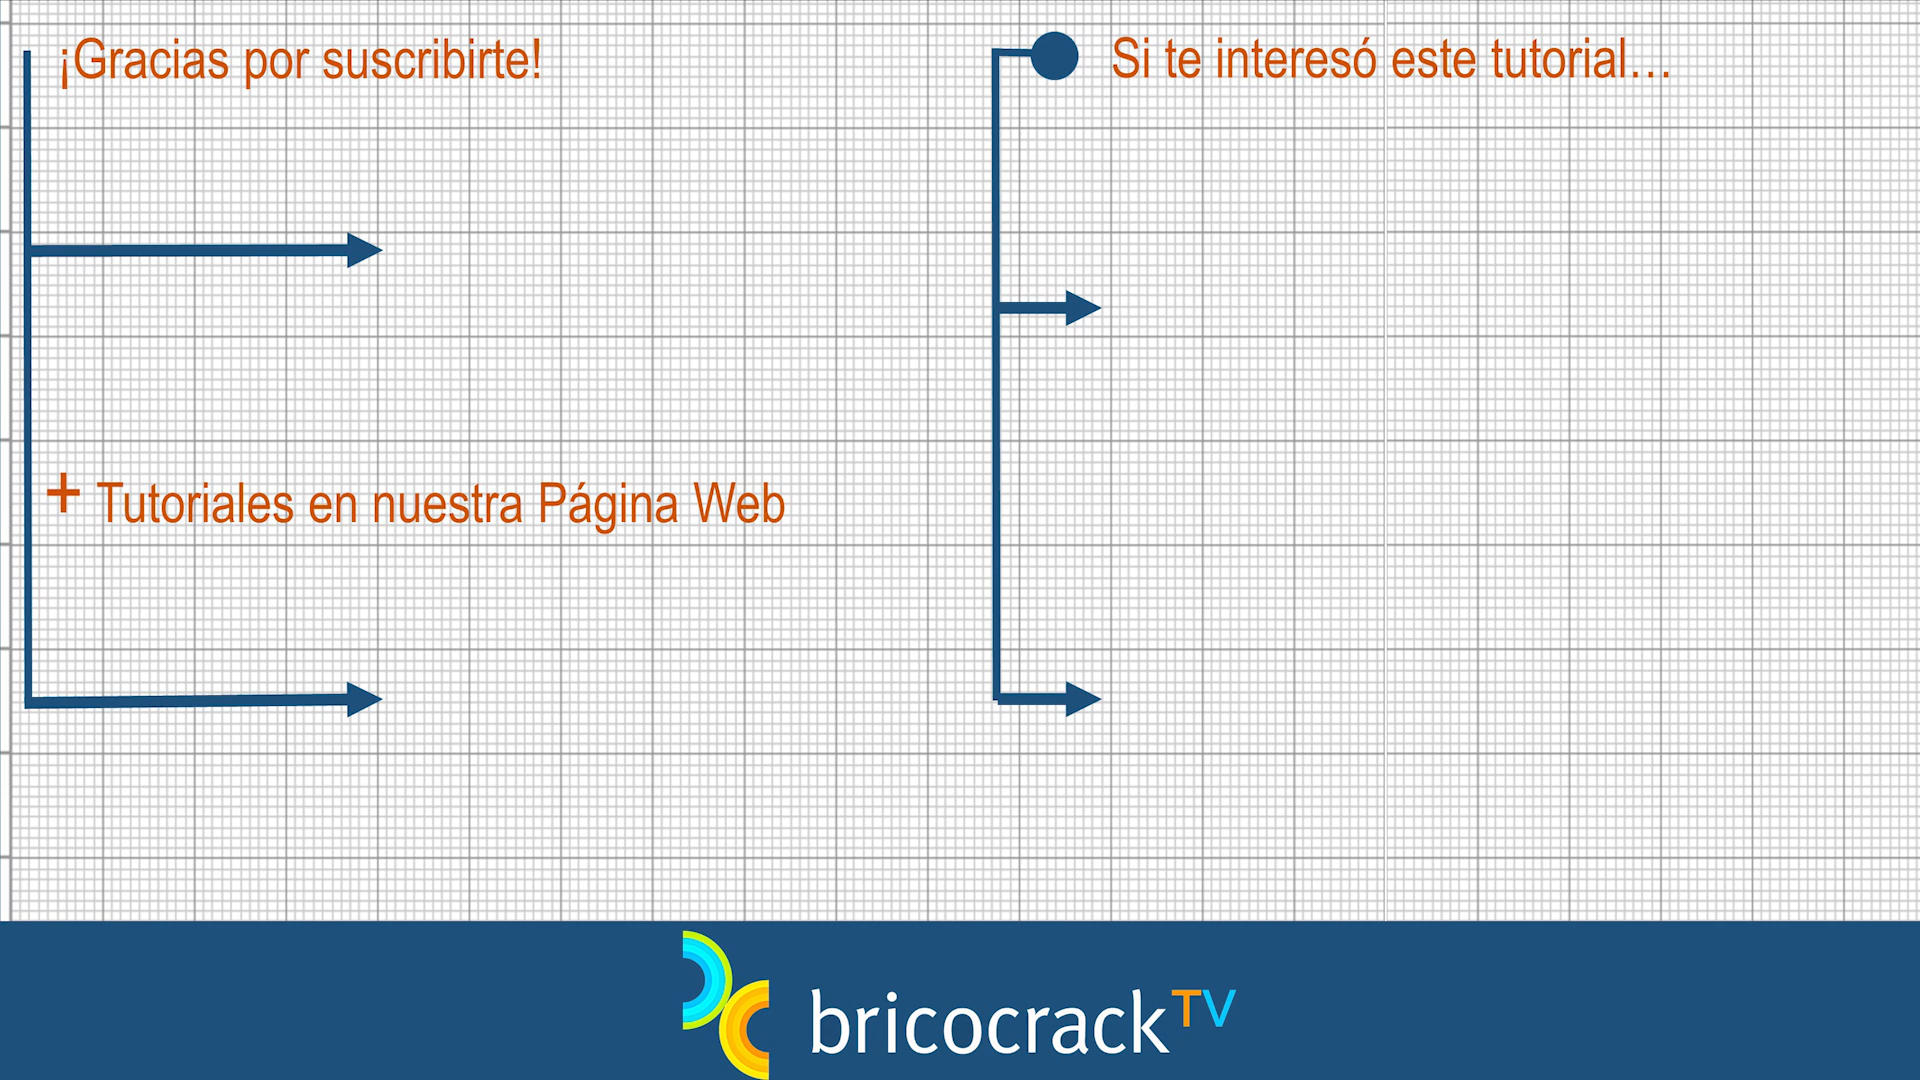 ¡Gracias por suscribirte!
+ Tutoriales en nuestra Página Web
Si te interesó este tutorial...
bricocrackTV